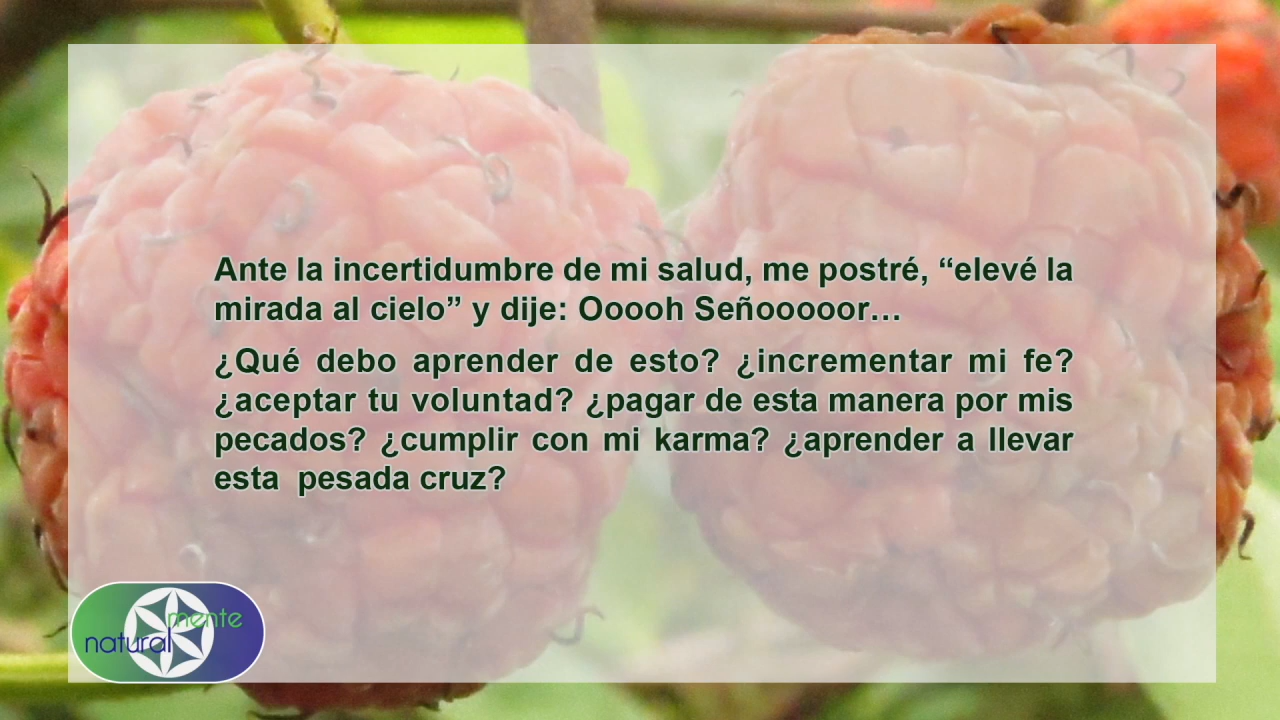 Ante la incertidumbre de mi salud, me postré, “elevé la
mirada al cielo” y dije: Ooooh Señooooor…
¿Qué debo aprender de esto? ¿incrementar mi fe?
¿aceptar tu voluntad? ¿pagar de esta manera por mis
pecados? ¿cumplir con mi karma? ¿aprender a llevar
esta  pesada cruz?
mente
natural